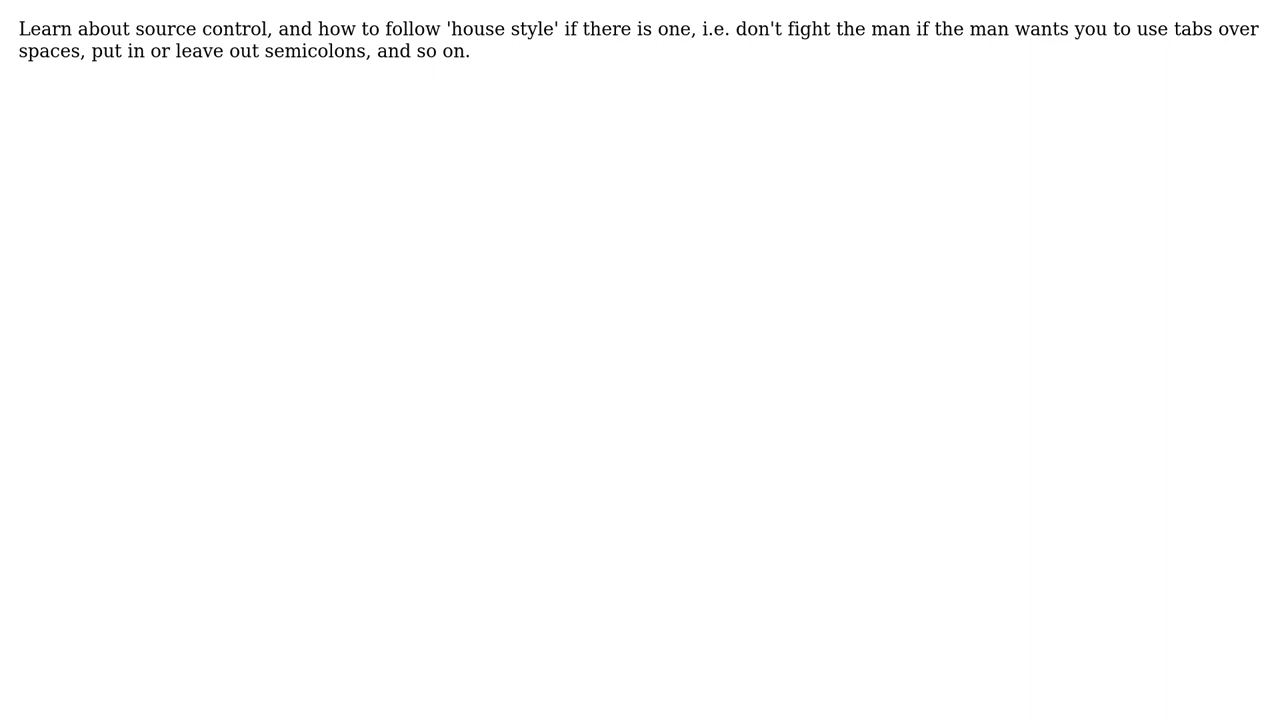 Learn about source control, and how to follow 'house style' if there is one, i.e. don't fight the man if the man wants you to use tabs over
spaces, put in or leave out semicolons, and so on.